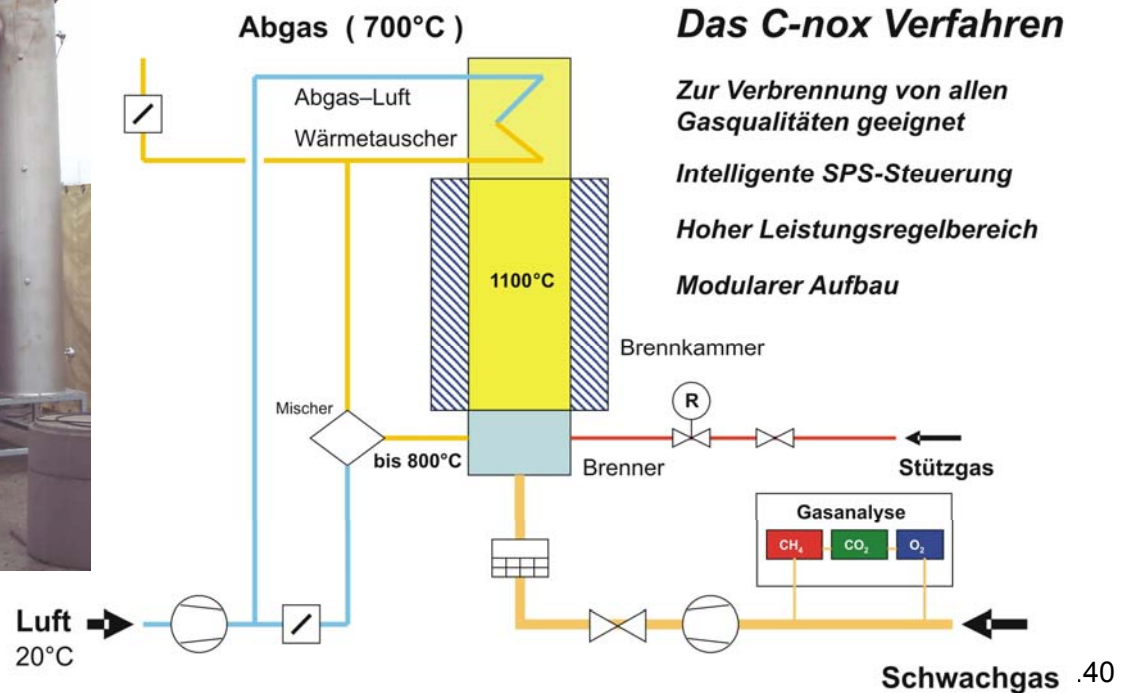 Abgas ( 700°C )
Das C-nox Verfahren
Zur Verbrennung von allen
Gasqualitäten geeignet
Intelligente SPS-Steuerung
Hoher Leistungsregelbereich
Modularer Aufbau
Abgas–Luft
Wärmetauscher
1100°C
Brennkammer
Mischer
R
bis 800°C
Brenner
Stützgas
Gasanalyse
CH₄
CO₂
O₂
Luft
20°C
Schwachgas
.40